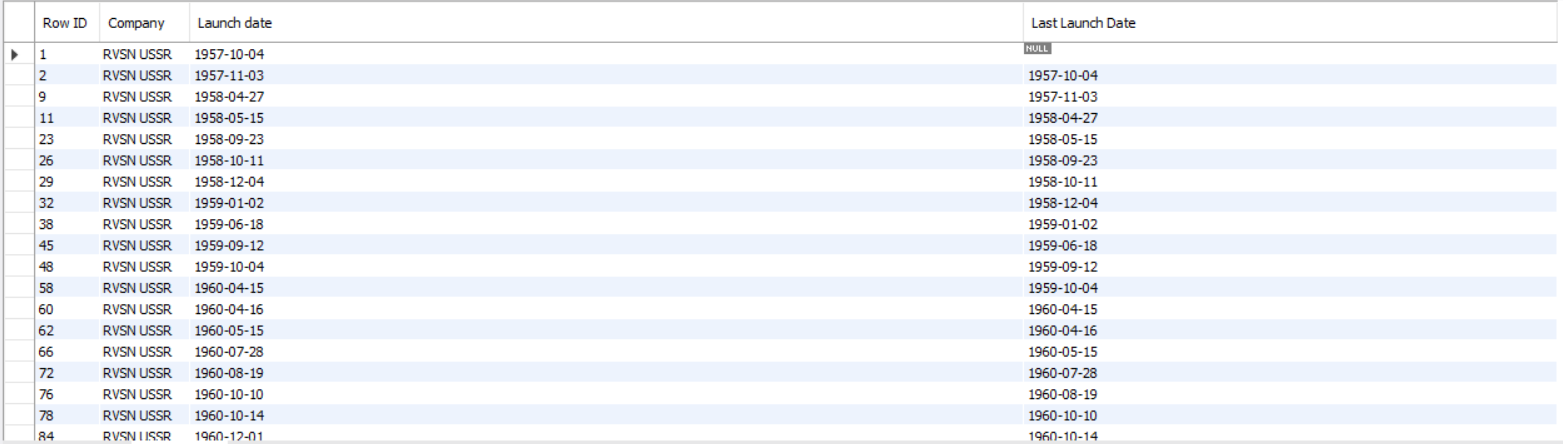 Row ID Company Launch date Last Launch Date
1 RVSN USSR 1957-10-04 NULL
2 RVSN USSR 1957-11-03 1957-10-04
9 RVSN USSR 1958-04-27 1957-11-03
11 RVSN USSR 1958-05-15 1958-04-27
23 RVSN USSR 1958-09-23 1958-05-15
26 RVSN USSR 1958-10-11 1958-09-23
29 RVSN USSR 1958-12-04 1958-10-11
32 RVSN USSR 1959-01-02 1958-12-04
38 RVSN USSR 1959-06-18 1959-01-02
45 RVSN USSR 1959-09-12 1959-06-18
48 RVSN USSR 1959-10-04 1959-09-12
58 RVSN USSR 1960-04-15 1959-10-04
60 RVSN USSR 1960-04-16 1960-04-15
62 RVSN USSR 1960-05-15 1960-04-16
66 RVSN USSR 1960-07-28 1960-05-15
72 RVSN USSR 1960-08-19 1960-07-28
76 RVSN USSR 1960-10-10 1960-08-19
78 RVSN USSR 1960-10-14 1960-10-10
84 RVSN USSR 1960-12-01 1960-10-14